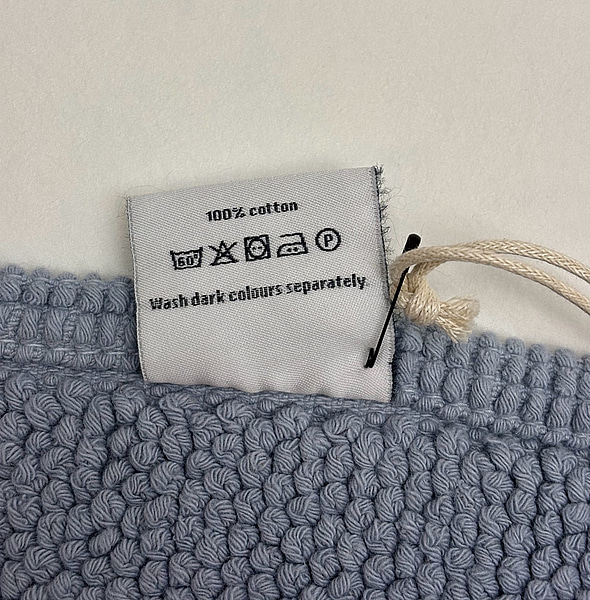 100% cotton
60° P
Wash dark colours separately